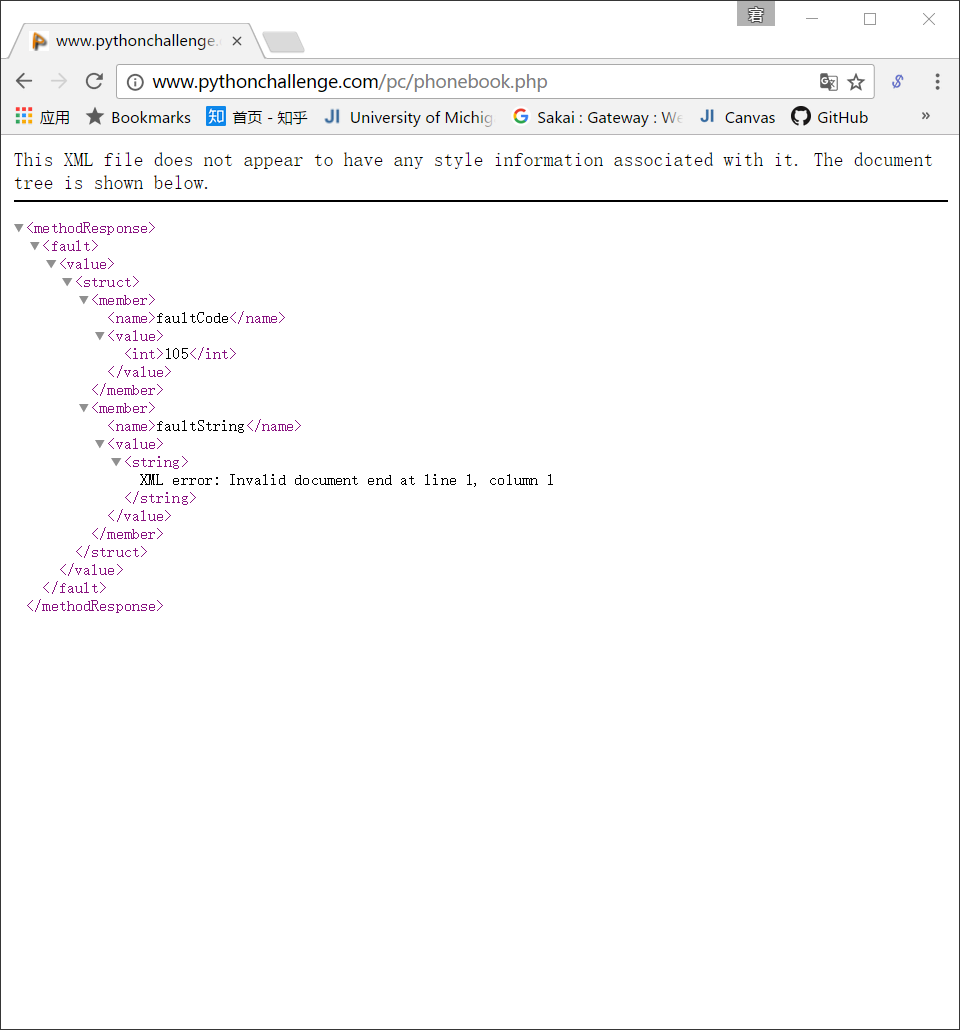 www.pythonchallenge.
www.pythonchallenge.com/pc/phonebook.php
应用 Bookmarks 知 首页 - 知乎 JI University of Michig G Sakai : Gateway : We JI Canvas GitHub »
This XML file does not appear to have any style information associated with it. The document
tree is shown below.
<methodResponse>
<fault>
<value>
<struct>
<member>
<name>faultCode</name>
<value>
<int>105</int>
</value>
</member>
<member>
<name>faultString</name>
<value>
<string>
XML error: Invalid document end at line 1, column 1
</string>
</value>
</member>
</struct>
</value>
</fault>
</methodResponse>